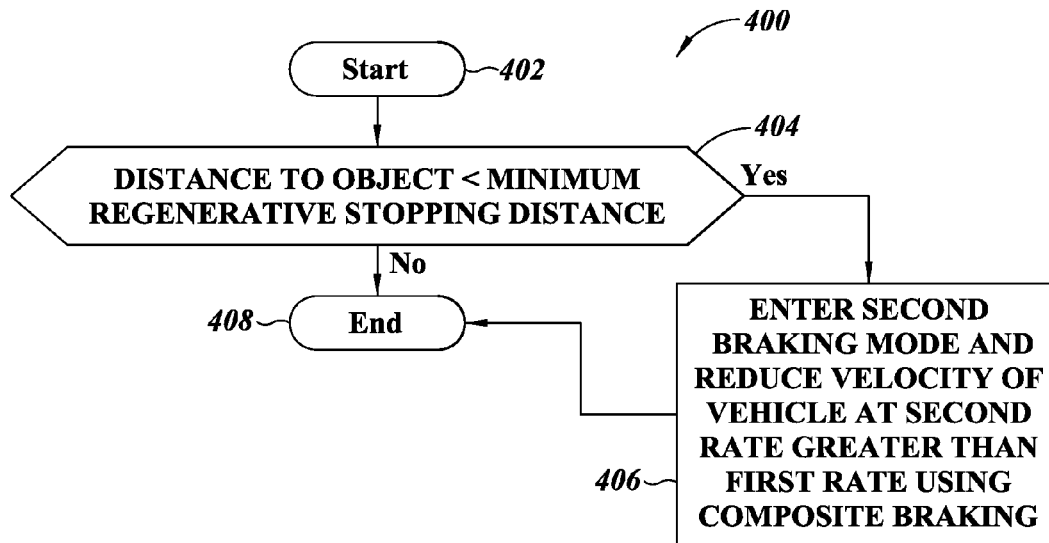 400
Start
402
404
DISTANCE TO OBJECT < MINIMUM
REGENERATIVE STOPPING DISTANCE
Yes
No
408
End
ENTER SECOND
BRAKING MODE AND
REDUCE VELOCITY OF
VEHICLE AT SECOND
RATE GREATER THAN
FIRST RATE USING
COMPOSITE BRAKING
406